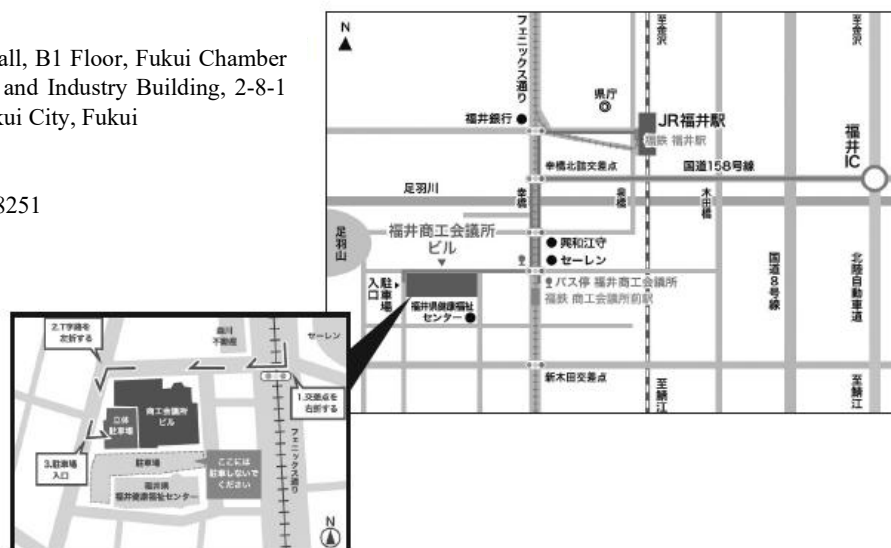 all, B1 Floor, Fukui Chamber
and Industry Building, 2-8-1
kui City, Fukui
8251
N
フェニックス通り
至金沢
至金沢
県庁
福井銀行
JR福井駅
福鉄 福井駅
福井IC
幸橋北詰交差点
国道158号線
足羽川
幸橋
泉橋
木田橋
足羽山
福井商工会議所
ビル
興和江守
セーレン
バス停 福井商工会議所
福鉄 商工会議所前駅
駐車場
入口
福井県健康福祉
センター
国道8号線
北陸自動車道
新木田交差点
至鯖江
至鯖江
2.T字路を
左折する
森川
不動産
セーレン
1.交差点を
右折する
商工会議所
ビル
立体
駐車場
フェニックス通り
3.駐車場
入口
駐車場
ここには
駐車しないで
ください
福井県
福井健康福祉センター
N